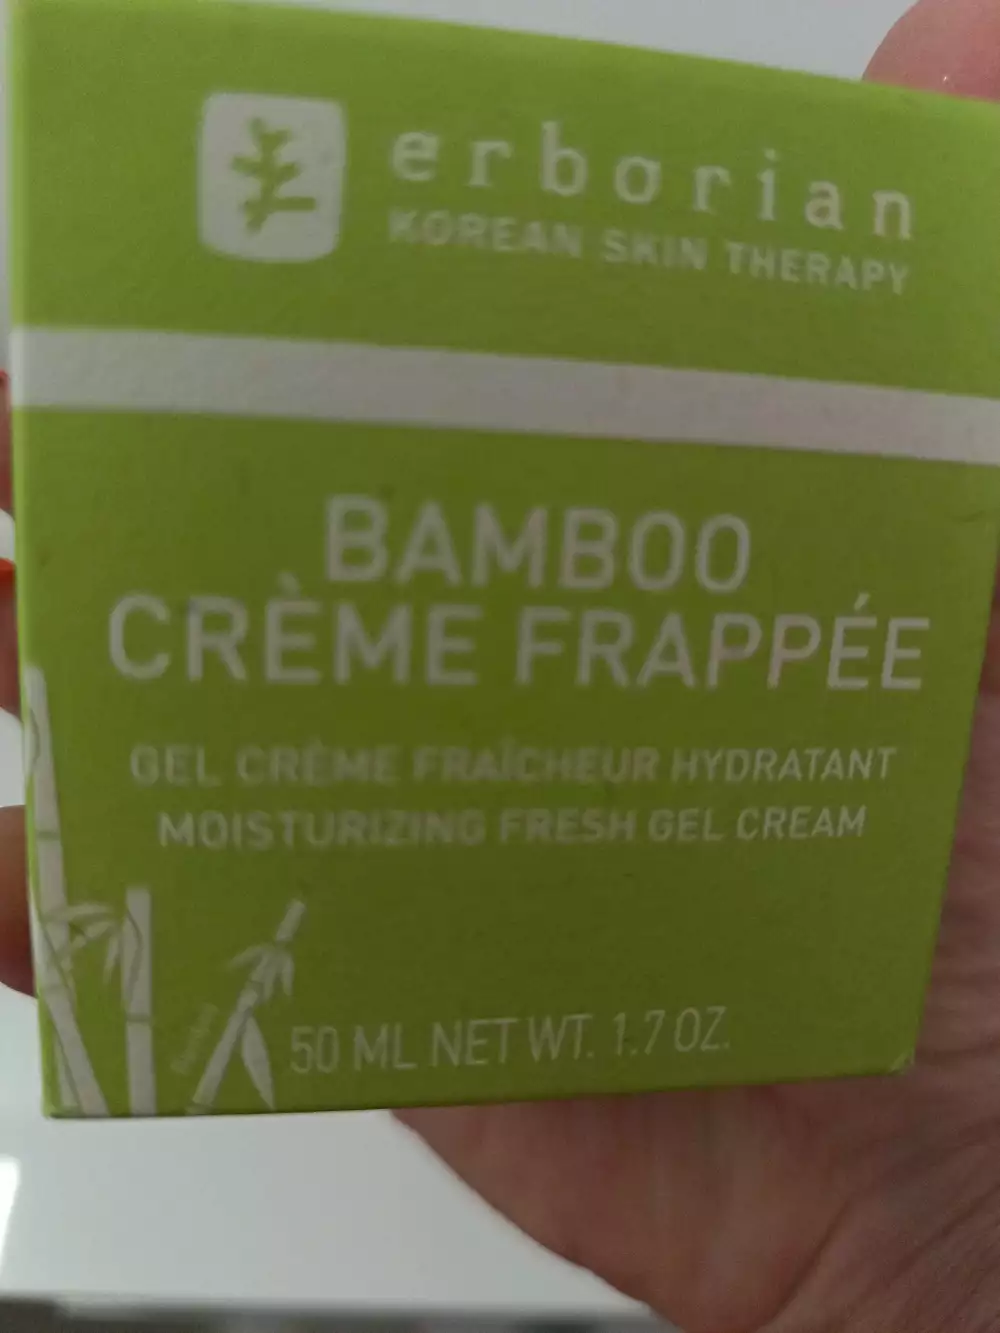 erborian
KOREAN SKIN THERAPY
BAMBOO
CRÈME FRAPPÉE
GEL CRÈME FRAÎCHEUR HYDRATANT
MOISTURIZING FRESH GEL CREAM
50 ML NET WT. 1.7 OZ.